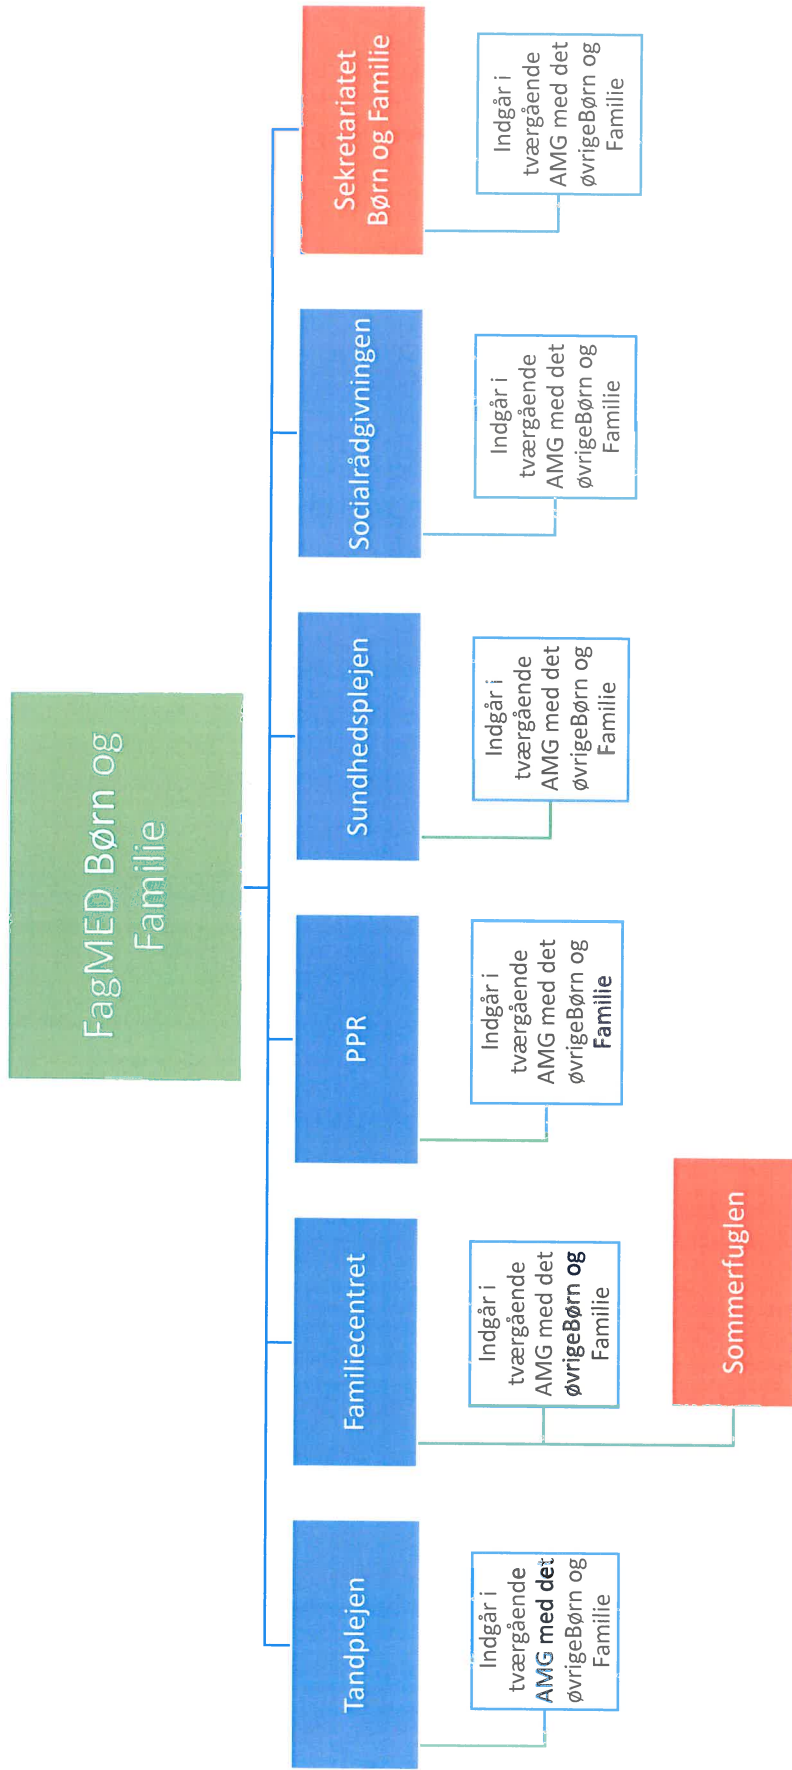 FagMED Børn og
Familie
Tandplejen
Familiecentret
PPR
Sundhedsplejen
Socialrådgivningen
Sekretariatet
Børn og Familie
Indgår i
tværgående
AMG med det
øvrigeBørn og
Familie
Indgår i
tværgående
AMG med det
øvrigeBørn og
Familie
Indgår i
tværgående
AMG med det
øvrigeBørn og
Familie
Indgår i
tværgående
AMG med det
øvrigeBørn og
Familie
Indgår i
tværgående
AMG med det
øvrigeBørn og
Familie
Indgår i
tværgående
AMG med det
øvrigeBørn og
Familie
Sommerfuglen